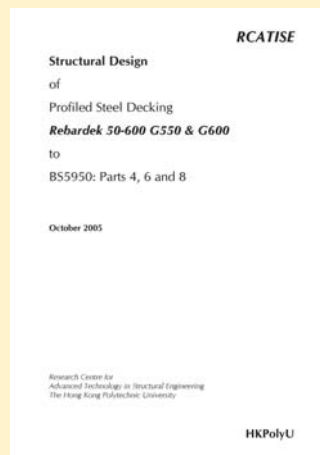 RCATISE
Structural Design
of
Profiled Steel Decking
Rebardek 50-600 G550 & G600
to
BS5950: Parts 4, 6 and 8
October 2005
Research Centre for
Advanced Technology in Structural Engineering
The Hong Kong Polytechnic University
HKPolyU